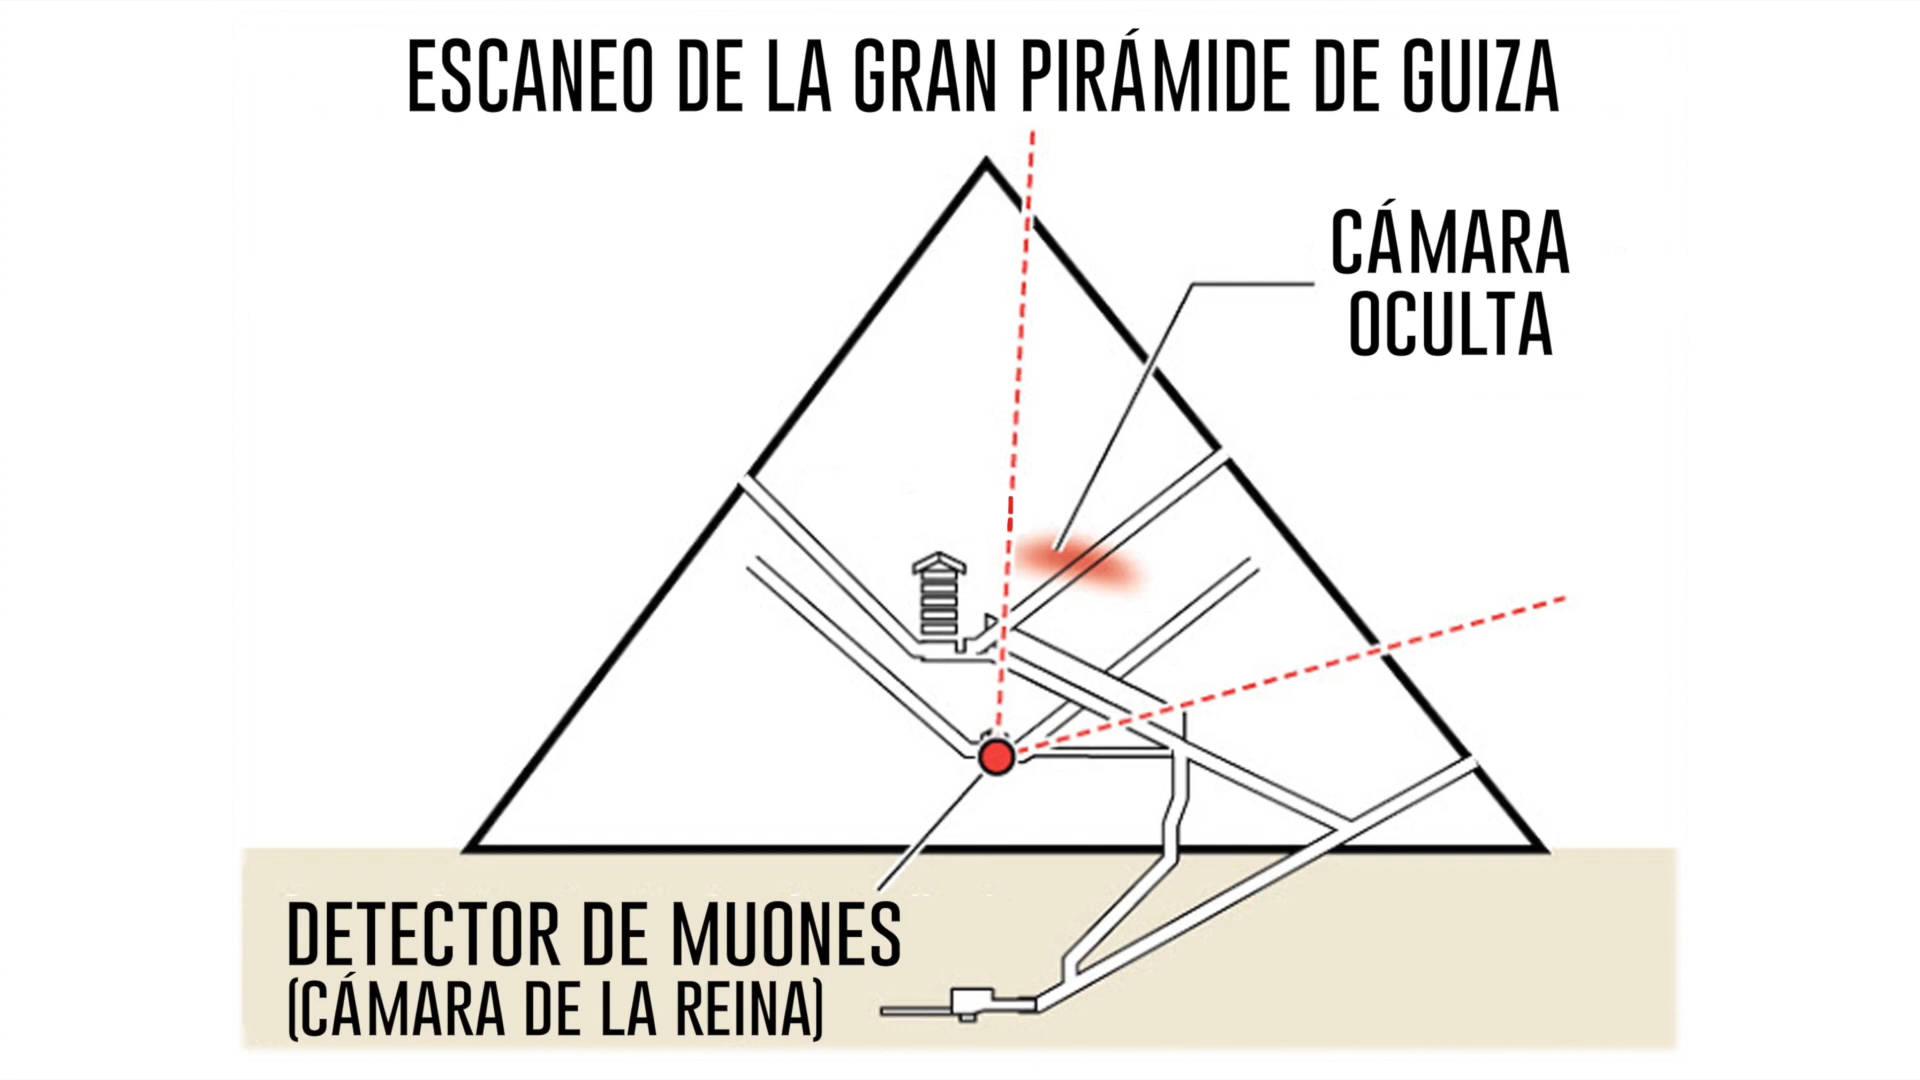 ESCANEO DE LA GRAN PIRÁMIDE DE GUIZA
CÁMARA
OCULTA
DETECTOR DE MUONES
(CÁMARA DE LA REINA)